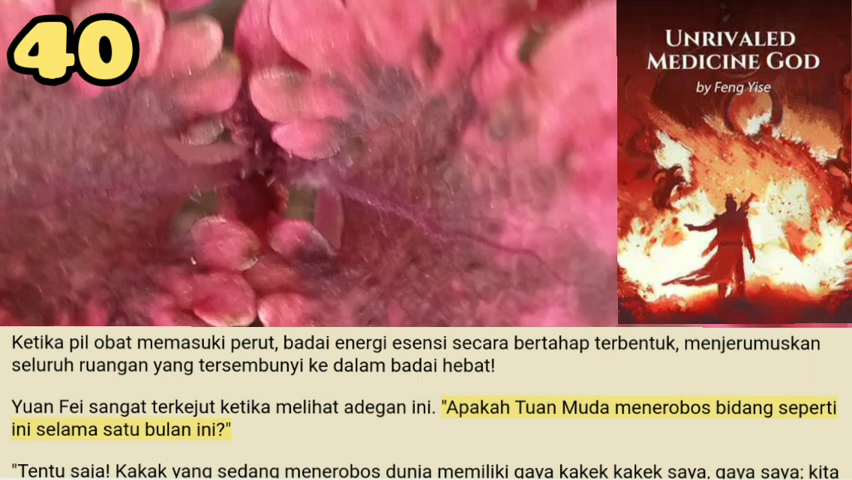 40
UNRIVALED
MEDICINE GOD
by Feng Yise
Ketika pil obat memasuki perut, badai energi esensi secara bertahap terbentuk, menjerumuskan
seluruh ruangan yang tersembunyi ke dalam badai hebat!
Yuan Fei sangat terkejut ketika melihat adegan ini. "Apakah Tuan Muda menerobos bidang seperti
ini selama satu bulan ini?"
"Tentu saja! Kakak yang sedang menerobos dunia memiliki gaya kakek kakek saya, gaya saya; kita